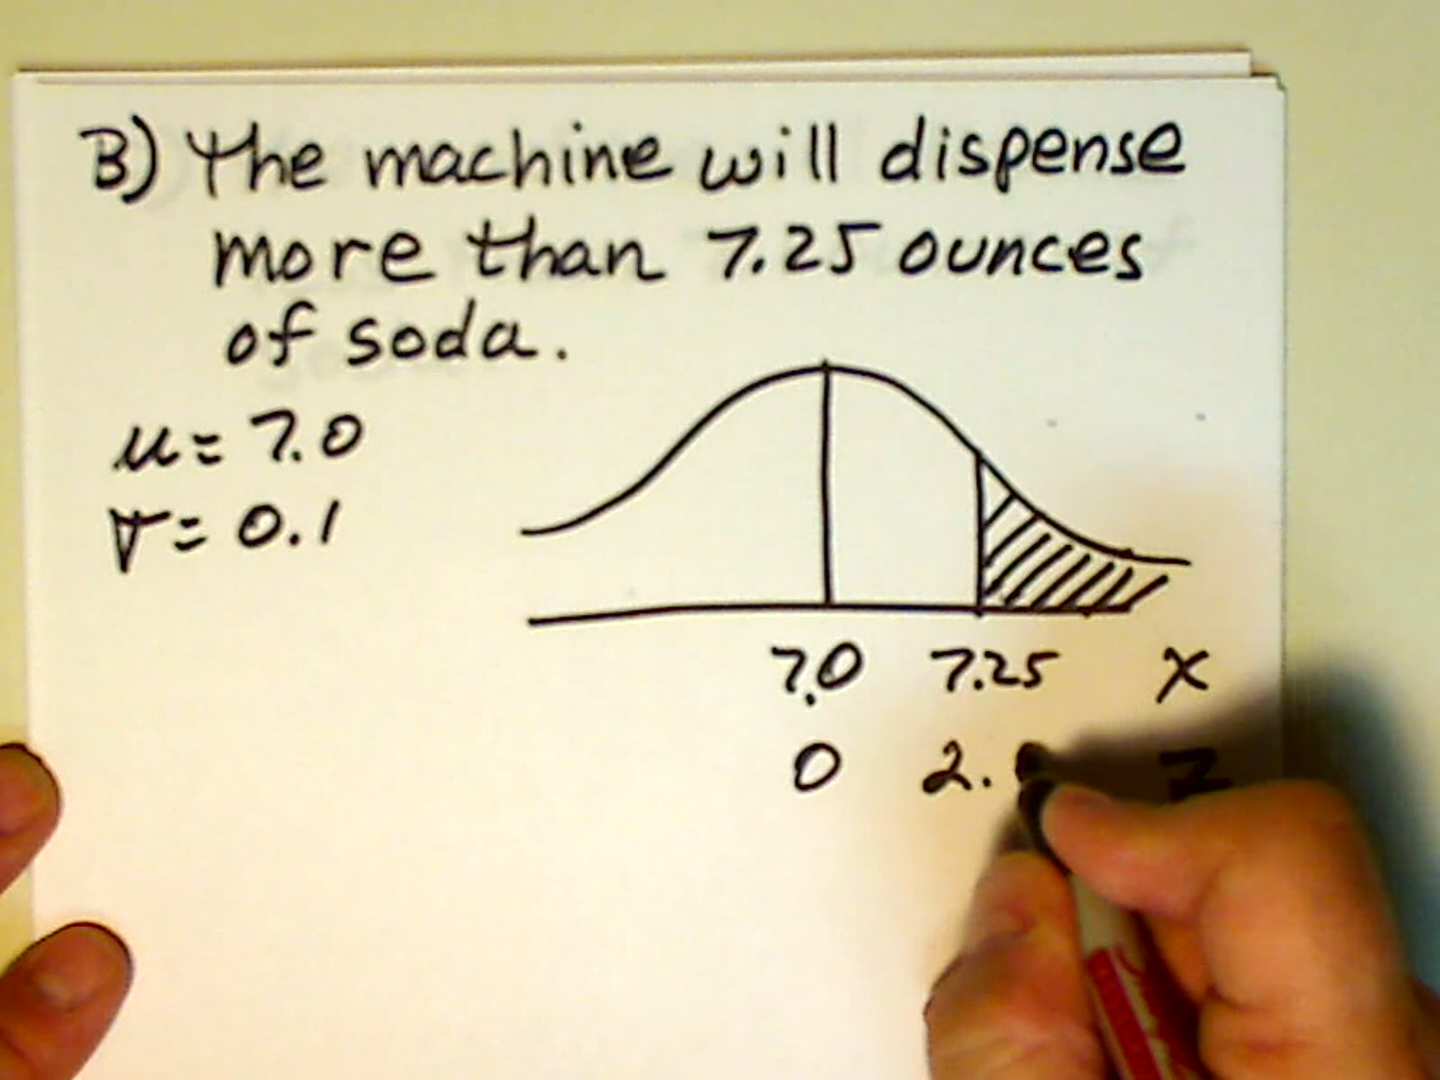 B) The machine will dispense
more than 7.25 ounces
of soda.
μ = 7.0
σ = 0.1
7.0 7.25 X
0 2. Z